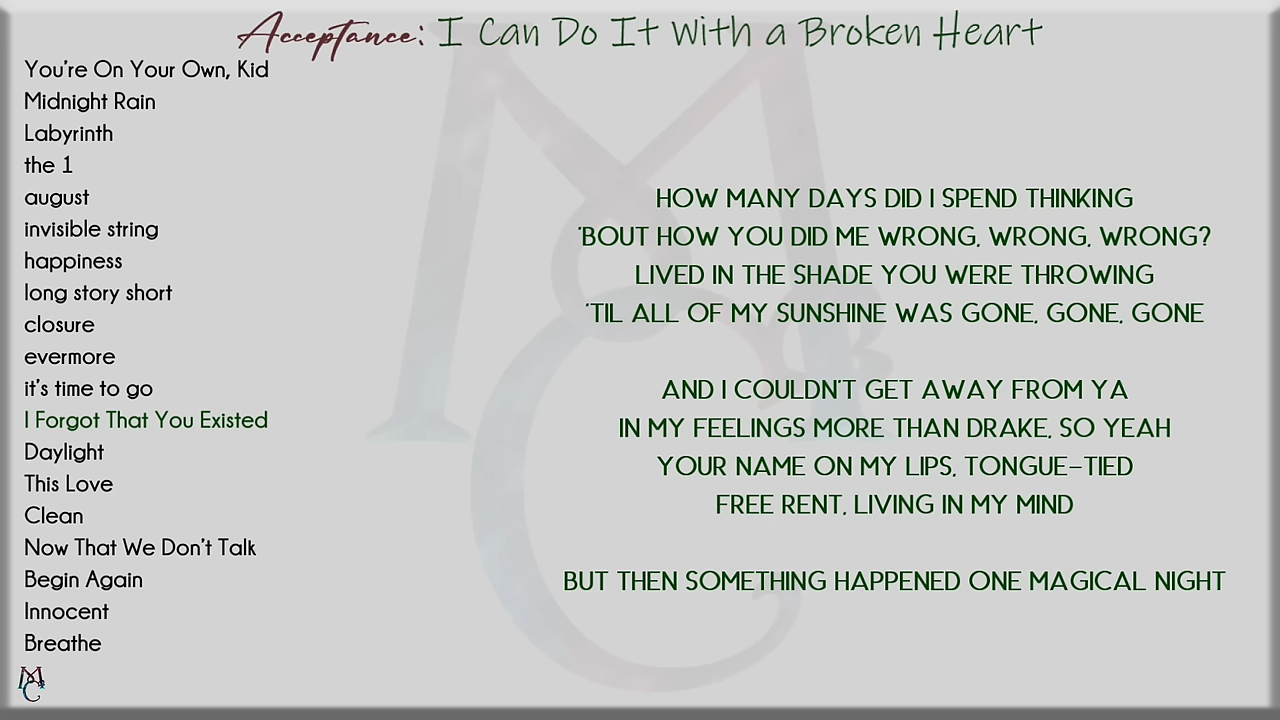 Acceptance: I Can Do It With a Broken Heart
You're On Your Own, Kid
Midnight Rain
Labyrinth
the 1
august
invisible string
happiness
long story short
closure
evermore
it's time to go
I Forgot That You Existed
Daylight
This Love
Clean
Now That We Don't Talk
Begin Again
Innocent
Breathe
HOW MANY DAYS DID I SPEND THINKING
'BOUT HOW YOU DID ME WRONG, WRONG, WRONG?
LIVED IN THE SHADE YOU WERE THROWING
'TIL ALL OF MY SUNSHINE WAS GONE, GONE, GONE
AND I COULDN'T GET AWAY FROM YA
IN MY FEELINGS MORE THAN DRAKE, SO YEAH
YOUR NAME ON MY LIPS, TONGUE-TIED
FREE RENT, LIVING IN MY MIND
BUT THEN SOMETHING HAPPENED ONE MAGICAL NIGHT